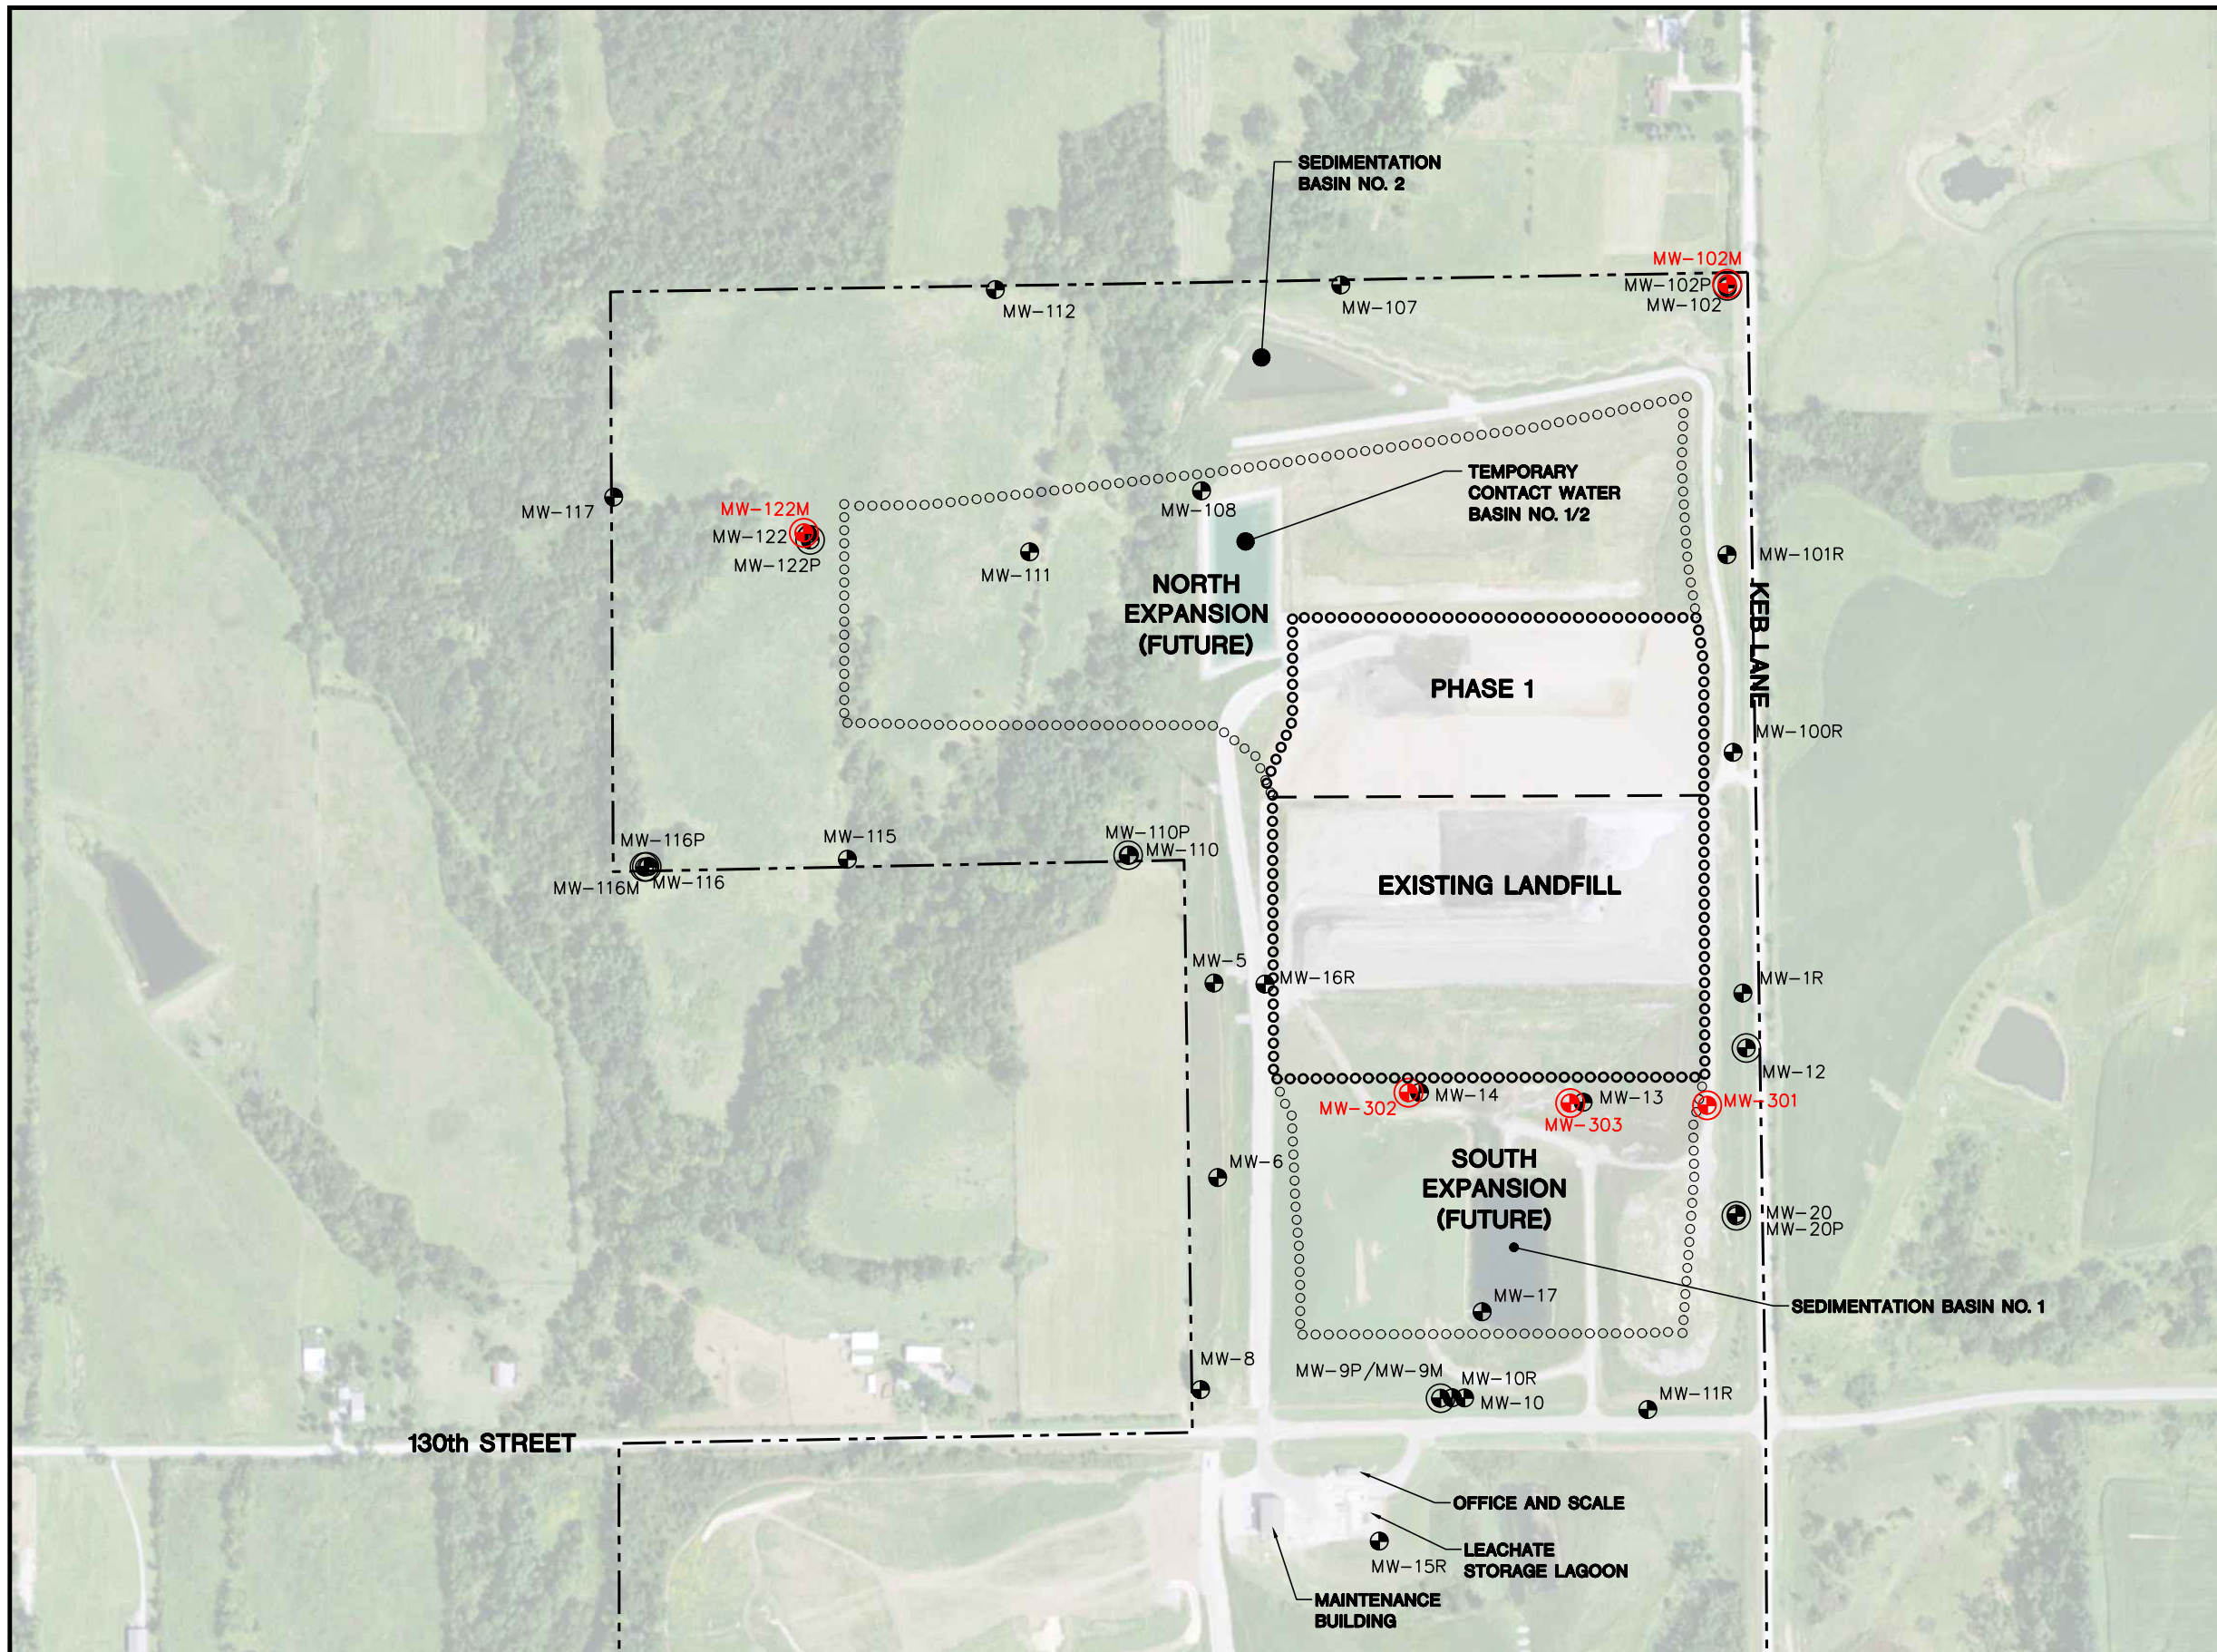 SEDIMENTATION
BASIN NO. 2
MW-102M
MW-102P
MW-102
MW-112
MW-107
TEMPORARY
CONTACT WATER
BASIN NO. 1/2
MW-117
MW-122M
MW-122
MW-122P
MW-108
MW-111
MW-101R
NORTH
EXPANSION
(FUTURE)
KEB LANE
PHASE 1
MW-100R
MW-116P
MW-116M
MW-116
MW-115
MW-110P
MW-110
EXISTING LANDFILL
MW-5
MW-16R
MW-1R
MW-12
MW-302
MW-14
MW-303
MW-13
MW-301
MW-6
SOUTH
EXPANSION
(FUTURE)
MW-20
MW-20P
MW-17
SEDIMENTATION BASIN NO. 1
MW-8
MW-9P/MW-9M
MW-10R
MW-10
MW-11R
130th STREET
OFFICE AND SCALE
LEACHATE
STORAGE LAGOON
MW-15R
MAINTENANCE
BUILDING